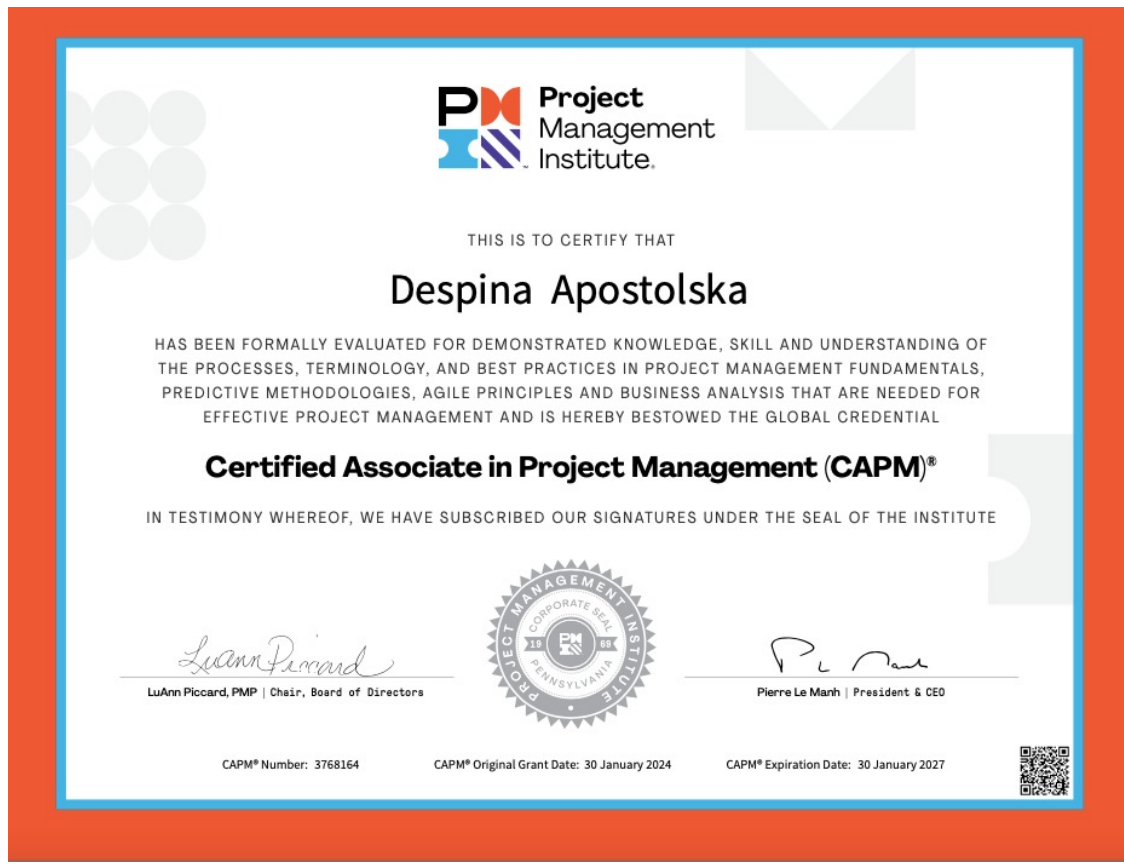 PM
Project
Management
Institute.
THIS IS TO CERTIFY THAT
Despina Apostolska
HAS BEEN FORMALLY EVALUATED FOR DEMONSTRATED KNOWLEDGE, SKILL AND UNDERSTANDING OF
THE PROCESSES, TERMINOLOGY, AND BEST PRACTICES IN PROJECT MANAGEMENT FUNDAMENTALS,
PREDICTIVE METHODOLOGIES, AGILE PRINCIPLES AND BUSINESS ANALYSIS THAT ARE NEEDED FOR
EFFECTIVE PROJECT MANAGEMENT AND IS HEREBY BESTOWED THE GLOBAL CREDENTIAL
Certified Associate in Project Management (CAPM)®
IN TESTIMONY WHEREOF, WE HAVE SUBSCRIBED OUR SIGNATURES UNDER THE SEAL OF THE INSTITUTE
PROJECT MANAGEMENT INSTITUTE
CORPORATE SEAL
19 69
PENNSYLVANIA
Luann Piccard
LuAnn Piccard, PMP | Chair, Board of Directors
Pierre Le Manh | President & CEO
CAPM® Number: 3768164
CAPM® Original Grant Date: 30 January 2024
CAPM® Expiration Date: 30 January 2027